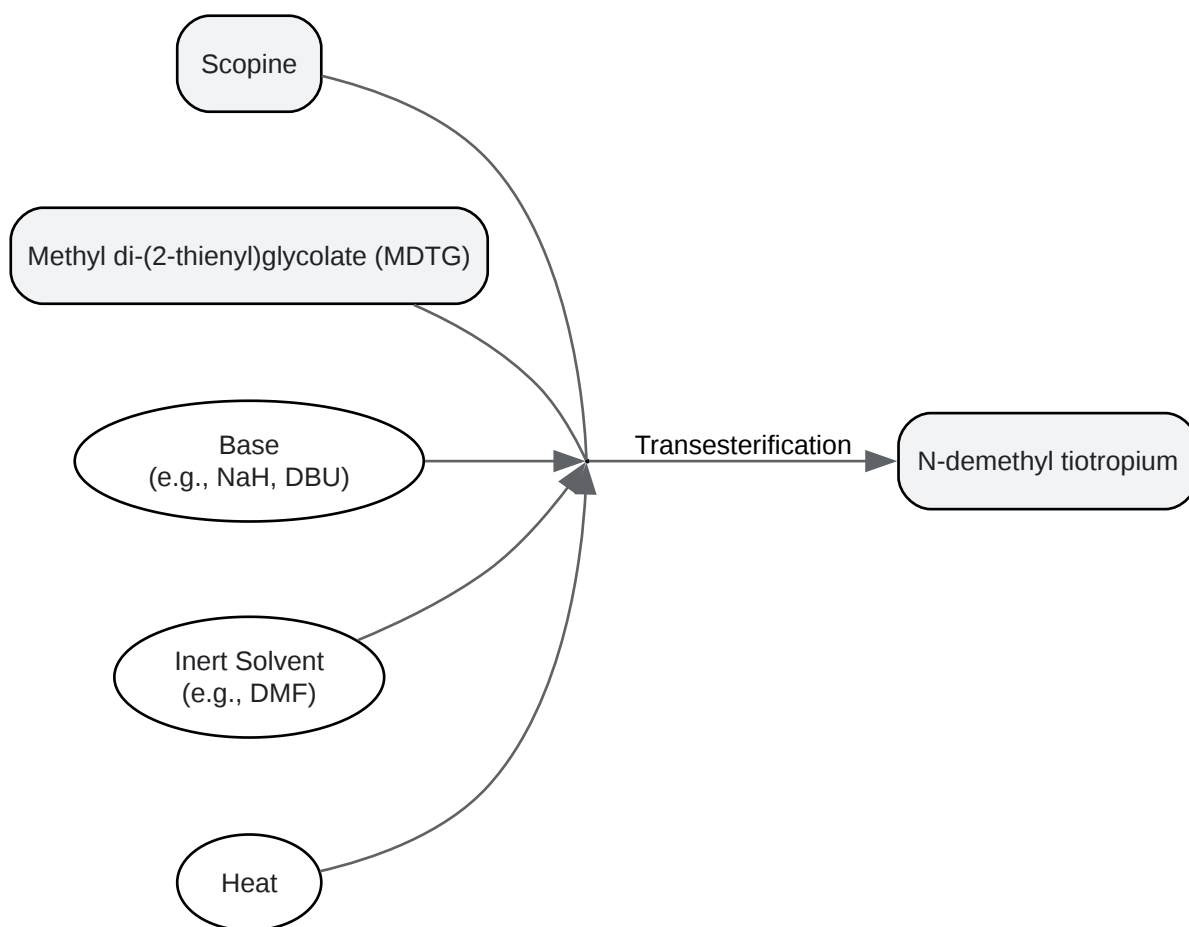 Scopine
Methyl di-(2-thienyl)glycolate (MDTG)
Base
(e.g., NaH, DBU)
Transesterification
N-demethyl tiotropium
Inert Solvent
(e.g., DMF)
Heat